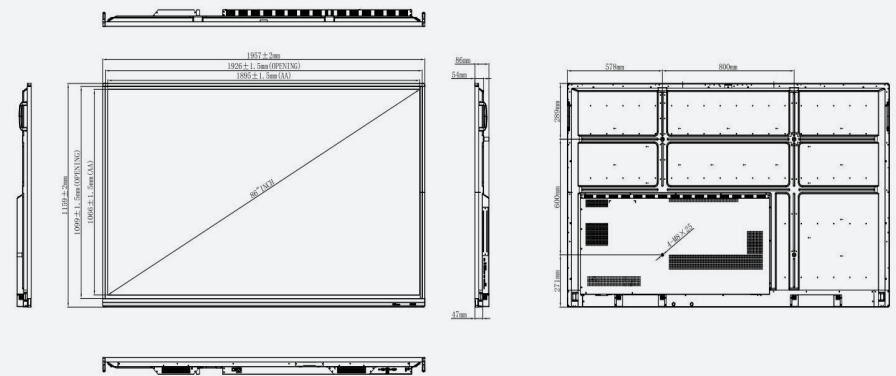 1957±2mm
1926±1.5mm(OPENING)
1895±1.5mm(AA)
86mm
54mm
578mm
800mm
289mm
1159±2mm
1099±1.5mm(OPENING)
1066±1.5mm(AA)
86"INCH
600mm
4-M8×25
271mm
47mm